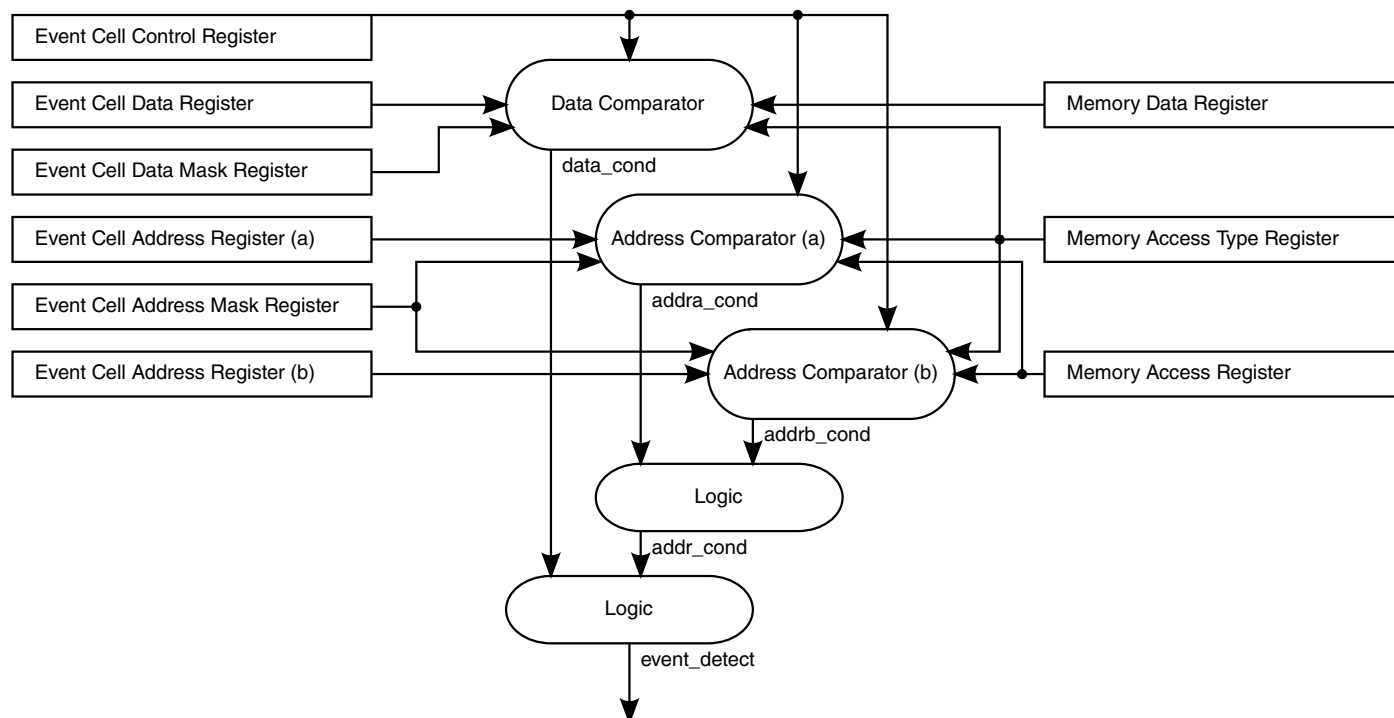 Event Cell Control Register
Event Cell Data Register
Data Comparator
Memory Data Register
Event Cell Data Mask Register
data_cond
Event Cell Address Register (a)
Address Comparator (a)
Memory Access Type Register
Event Cell Address Mask Register
addra_cond
Event Cell Address Register (b)
Address Comparator (b)
Memory Access Register
addrb_cond
Logic
addr_cond
Logic
event_detect